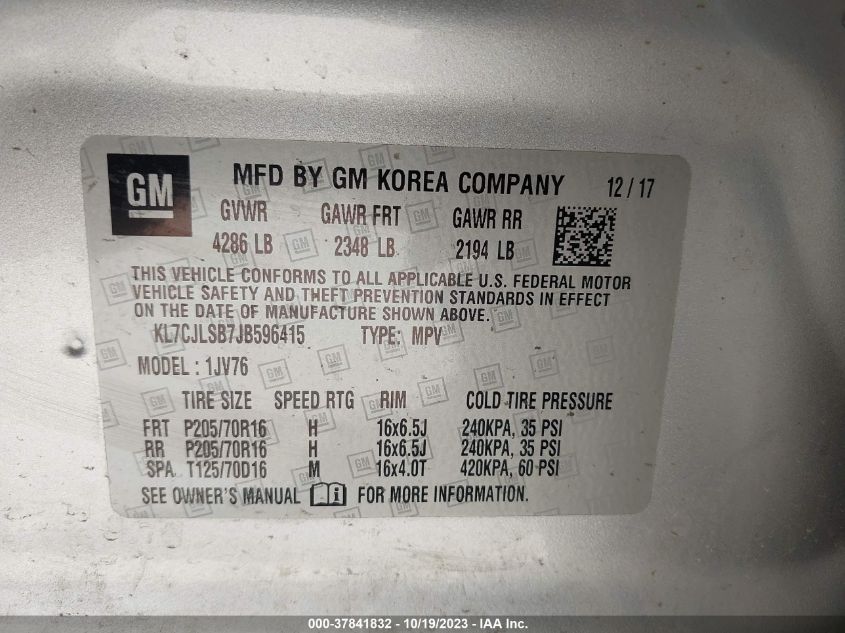 GM MFD BY GM KOREA COMPANY 12 / 17
GVWR GAWR FRT GAWR RR
4286 LB 2348 LB 2194 LB
THIS VEHICLE CONFORMS TO ALL APPLICABLE U.S. FEDERAL MOTOR
VEHICLE SAFETY AND THEFT PREVENTION STANDARDS IN EFFECT
ON THE DATE OF MANUFACTURE SHOWN ABOVE.
KL7CJLSB7JB596415 TYPE: MPV
MODEL : 1JV76
TIRE SIZE SPEED RTG RIM COLD TIRE PRESSURE
FRT P205/70R16 H 16x6.5J 240KPA, 35 PSI
RR P205/70R16 H 16x6.5J 240KPA, 35 PSI
SPA T125/70D16 M 16x4.0T 420KPA, 60 PSI
SEE OWNER'S MANUAL FOR MORE INFORMATION.
000-37841832 - 10/19/2023 - IAA Inc.